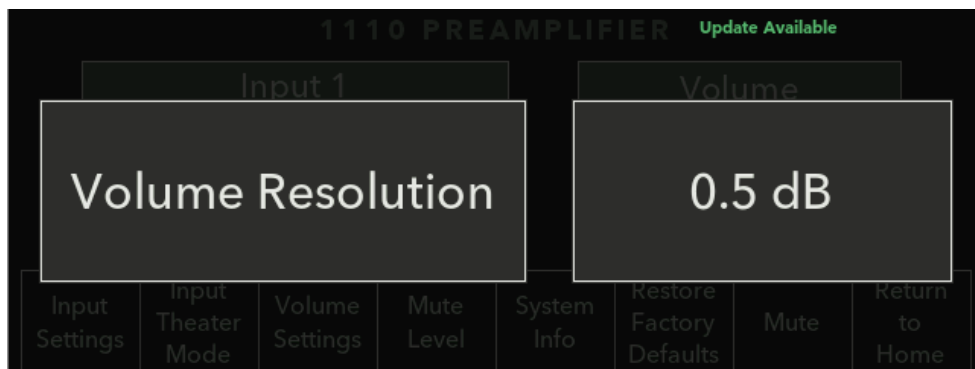 1110 PREAMPLIFIER Update Available
Input 1 Volume
Volume Resolution 0.5 dB
Input Settings
Input Theater Mode
Volume Settings
Mute Level
System Info
Restore Factory Defaults
Mute
Return to Home